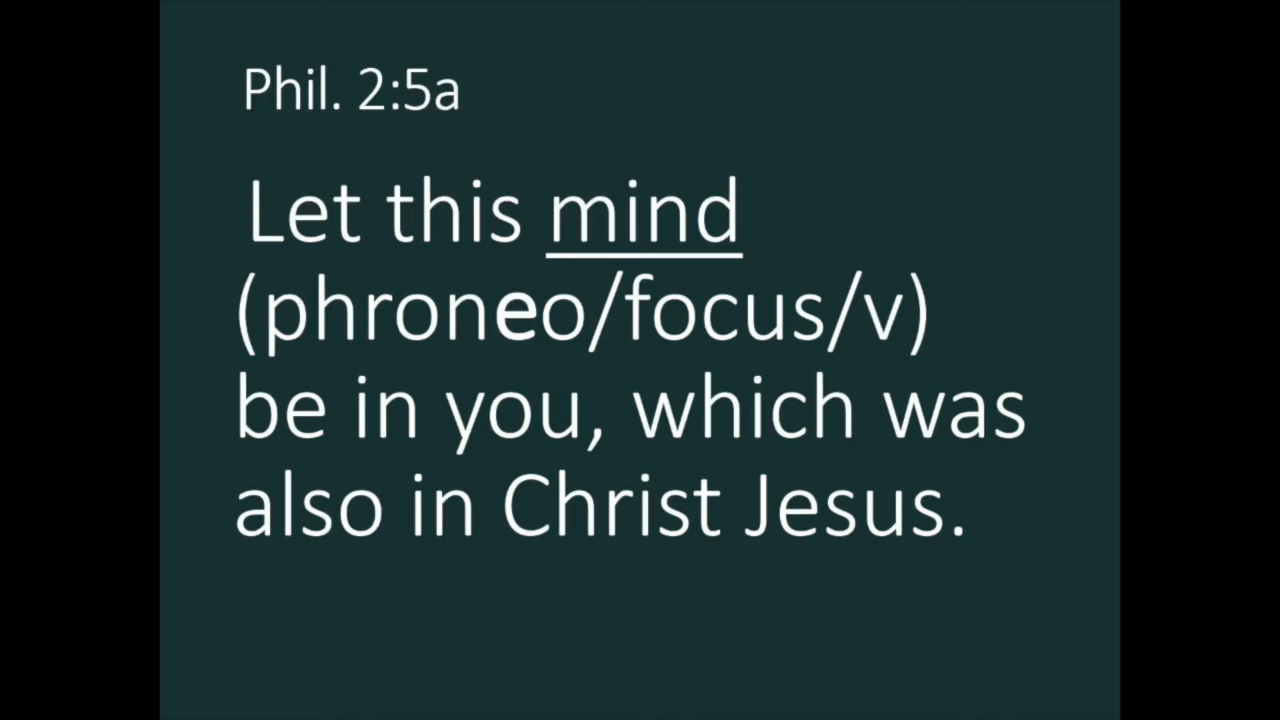 Phil. 2:5a
Let this mind
(phroneo/focus/v)
be in you, which was
also in Christ Jesus.